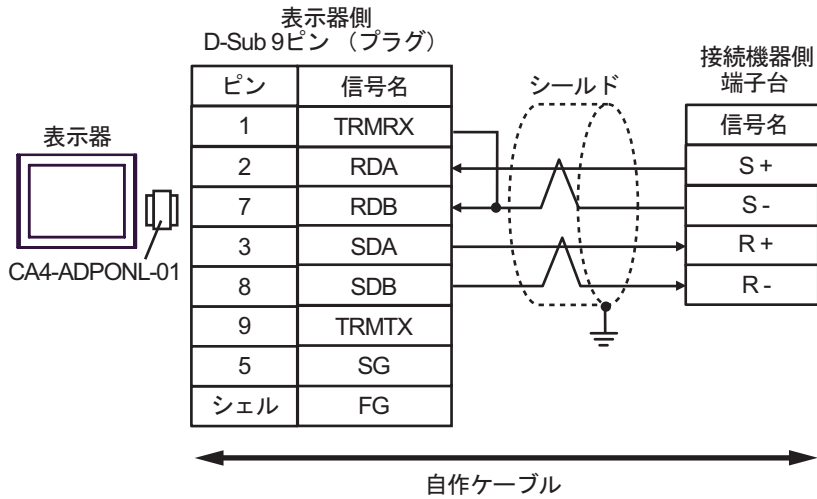 表示器側
D-Sub 9ピン （プラグ）
接続機器側
端子台
ピン 信号名
シールド
信号名
1 TRMRX
表示器
2 RDA
S +
7 RDB
S -
3 SDA
R +
CA4-ADPONL-01
8 SDB
R -
9 TRMTX
5 SG
シェル FG
自作ケーブル